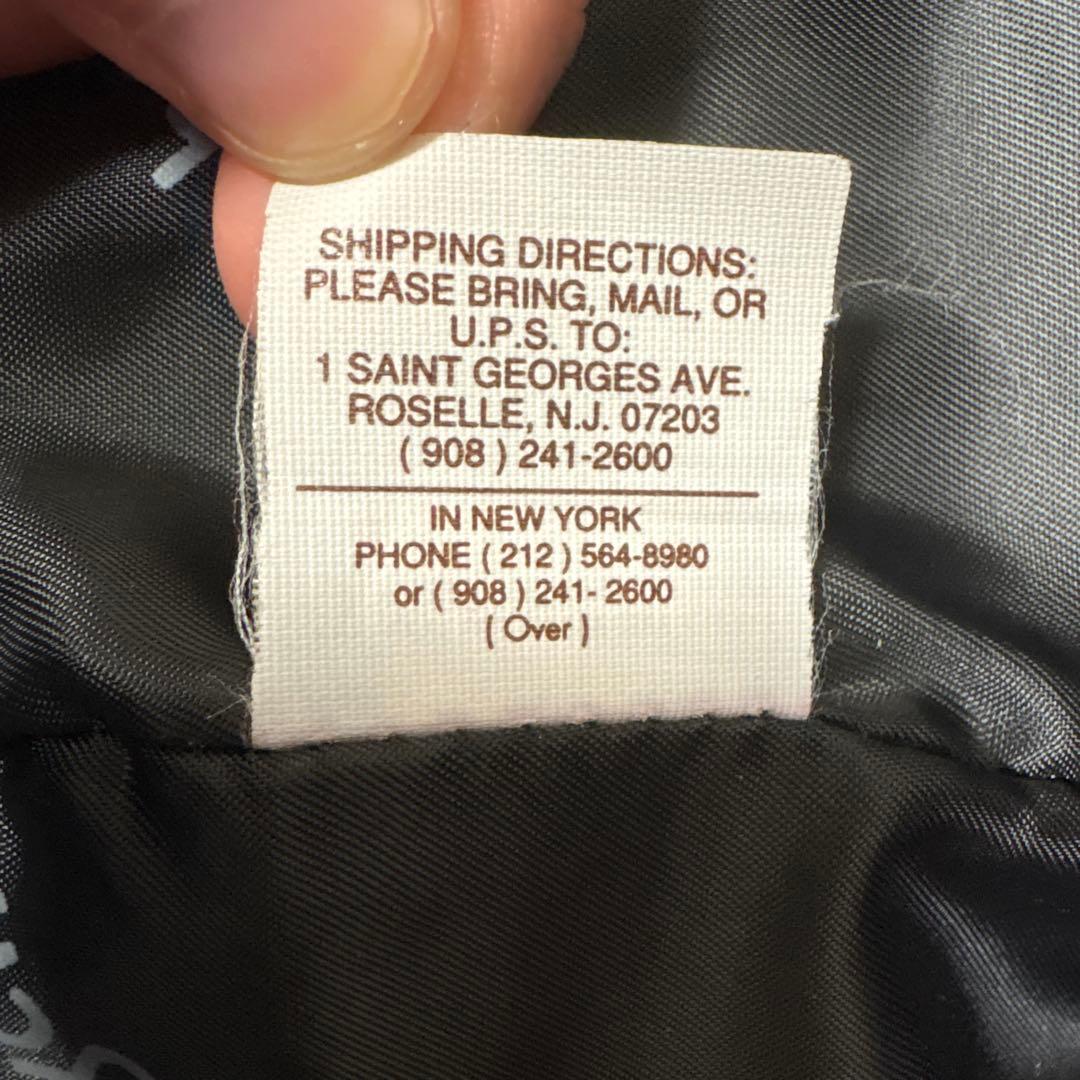 SHIPPING DIRECTIONS:
PLEASE BRING, MAIL, OR
U.P.S. TO:
1 SAINT GEORGES AVE.
ROSELLE, N.J. 07203
( 908 ) 241-2600
IN NEW YORK
PHONE ( 212 ) 564-8980
or ( 908 ) 241- 2600
( Over )